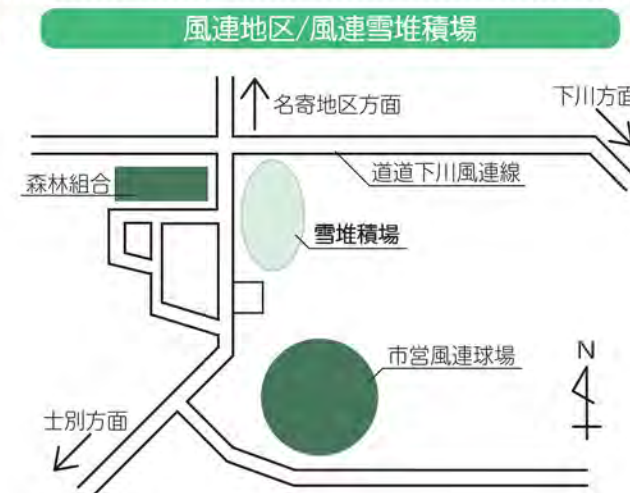 風連地区/風連雪堆積場
名寄地区方面
下川方面
道道下川風連線
森林組合
雪堆積場
市営風連球場
N
士別方面